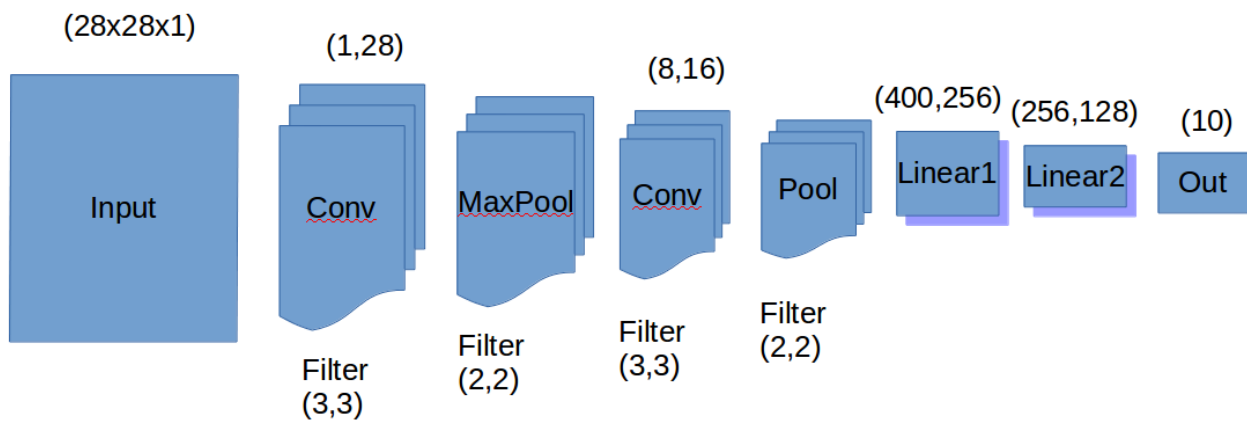 (28x28x1)
Input
(1,28)
Conv
Filter
(3,3)
MaxPool
Filter
(2,2)
(8,16)
Conv
Filter
(3,3)
Pool
Filter
(2,2)
(400,256)
Linear1
(256,128)
Linear2
(10)
Out